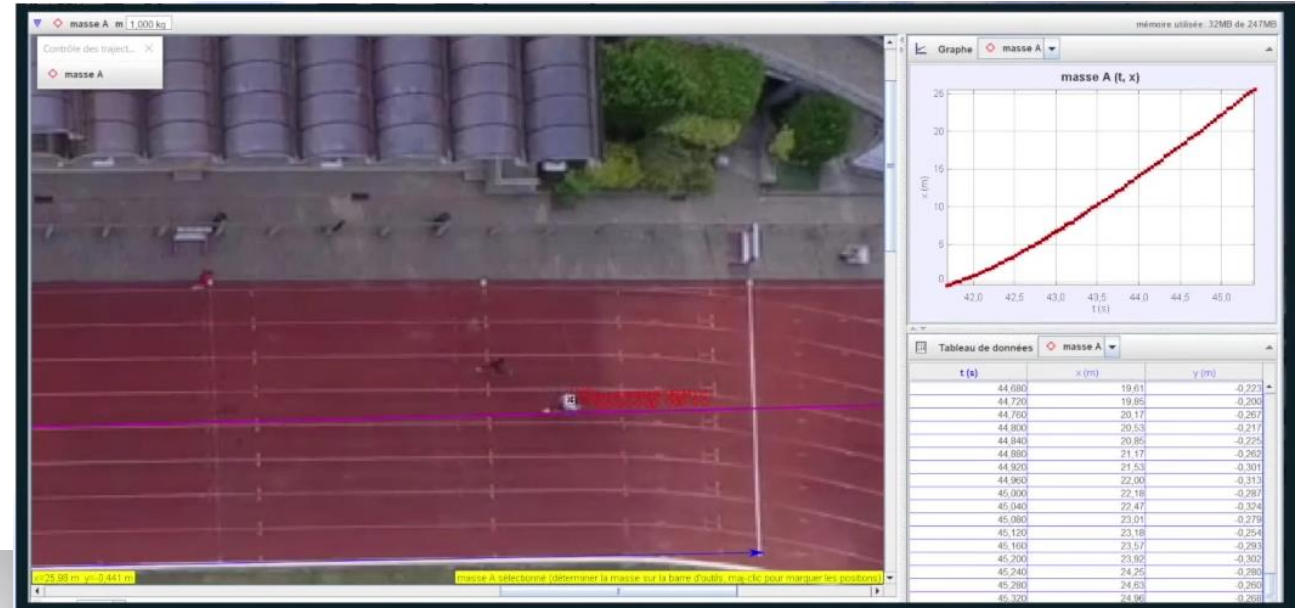 masse A m 1,000 kg
mémoire utilisée: 32MB de 247MB
Contrôle des traject... ×
masse A
x=25,98 m y=-0,441 m
masse A sélectionné (déterminer la masse sur la barre d'outils, maj-clic pour marquer les positions)
Graphe masse A
masse A (t, x)
x (m)
25
20
15
10
5
0
42,0 42,5 43,0 43,5 44,0 44,5 45,0
t (s)
Tableau de données masse A
t (s) x (m) y (m)
44,680 19,61 -0,223
44,720 19,85 -0,200
44,760 20,17 -0,267
44,800 20,53 -0,217
44,840 20,85 -0,225
44,880 21,17 -0,262
44,920 21,53 -0,301
44,960 22,00 -0,313
45,000 22,18 -0,287
45,040 22,47 -0,324
45,080 23,01 -0,279
45,120 23,18 -0,254
45,160 23,57 -0,293
45,200 23,92 -0,302
45,240 24,25 -0,280
45,280 24,63 -0,260
45,320 24,96 -0,268